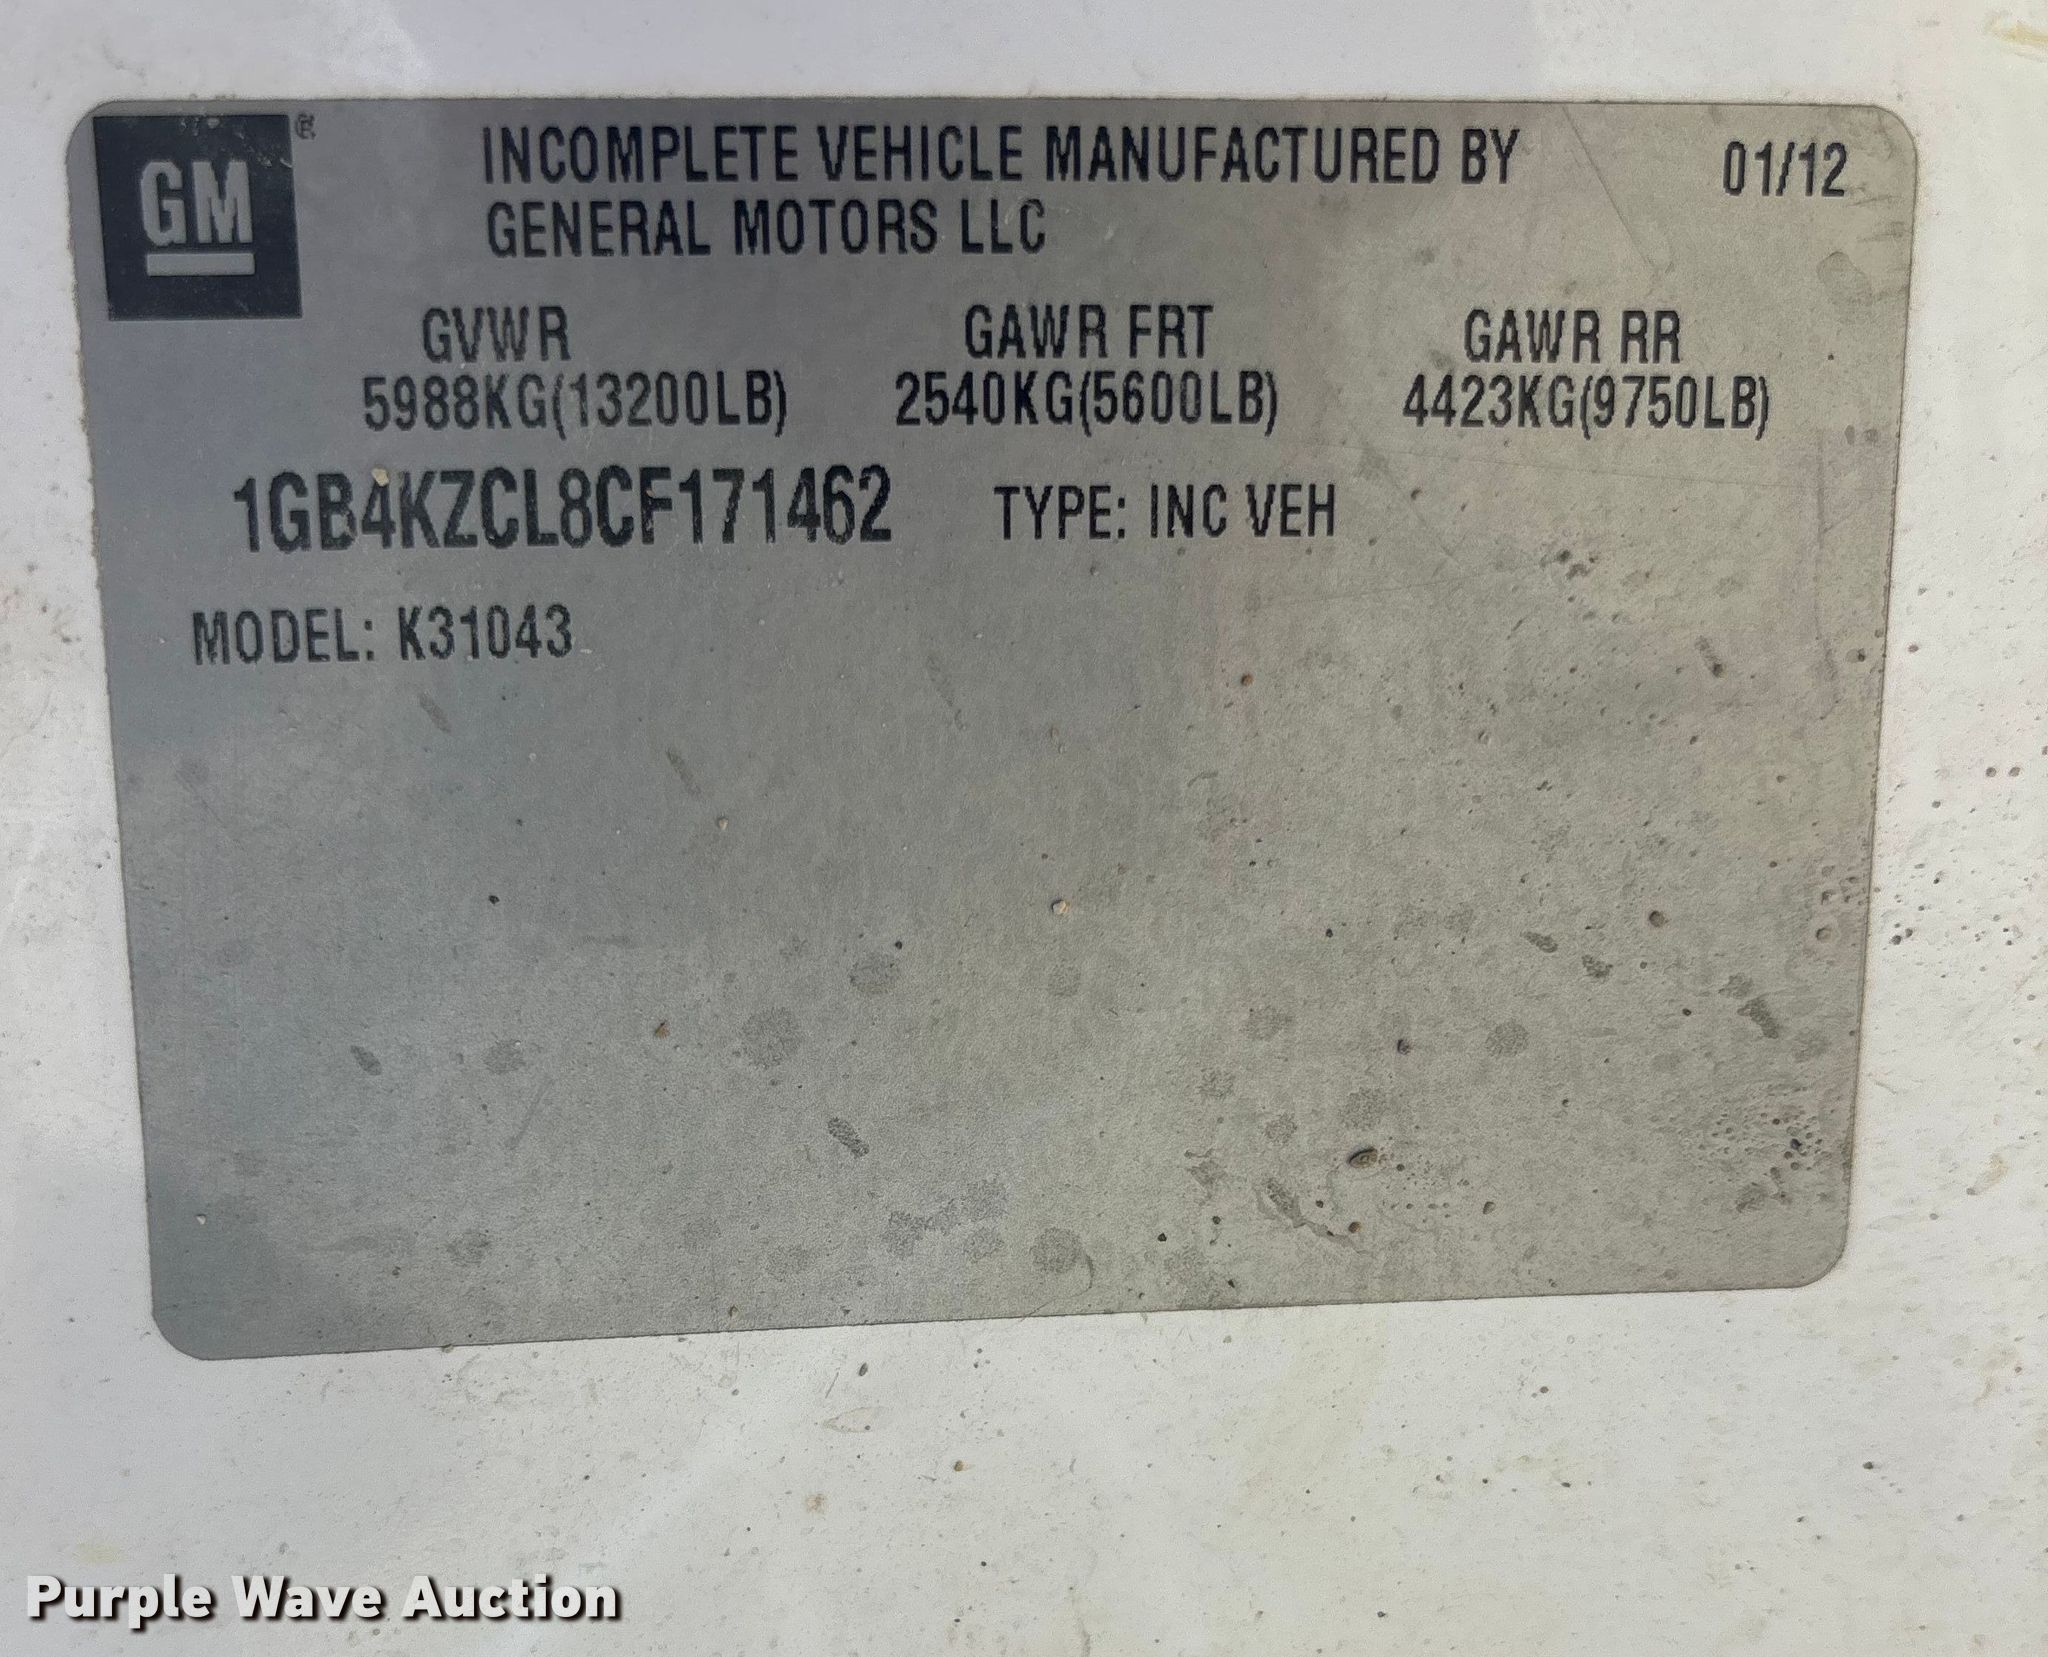 GM®
INCOMPLETE VEHICLE MANUFACTURED BY
GENERAL MOTORS LLC
01/12
GVWR GAWR FRT GAWR RR
5988KG(13200LB) 2540KG(5600LB) 4423KG(9750LB)
1GB4KZCL8CF171462 TYPE: INC VEH
MODEL: K31043
Purple Wave Auction